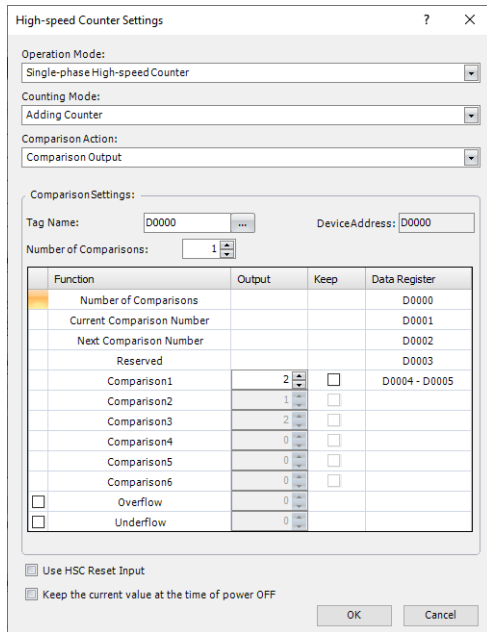 High-speed Counter Settings ? ×
Operation Mode:
Single-phase High-speed Counter
Counting Mode:
Adding Counter
Comparison Action:
Comparison Output
ComparisonSettings:
Tag Name: D0000 ... DeviceAddress: D0000
Number of Comparisons: 1
Function Output Keep Data Register
Number of Comparisons D0000
Current Comparison Number D0001
Next Comparison Number D0002
Reserved D0003
Comparison1 2 D0004 - D0005
Comparison2 1
Comparison3 2
Comparison4 0
Comparison5 0
Comparison6 0
Overflow 0
Underflow 0
Use HSC Reset Input
Keep the current value at the time of power OFF
OK Cancel